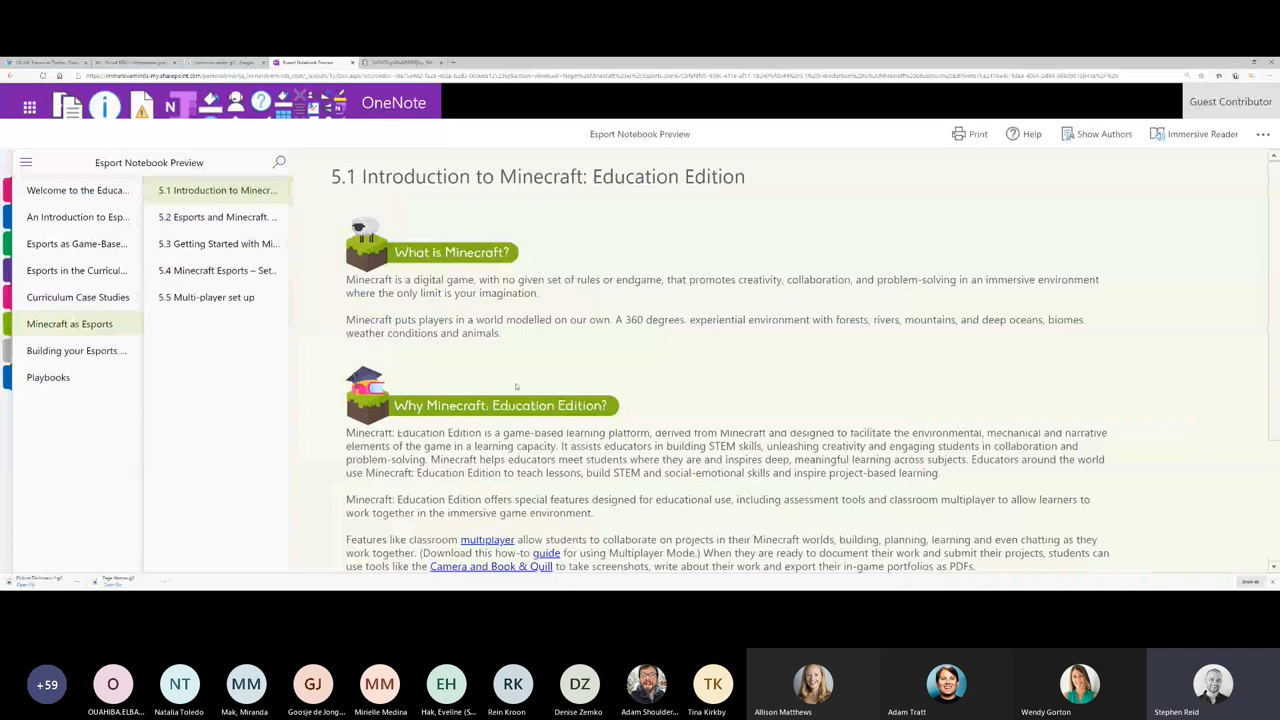 Esport Notebook Preview
OneNote
Guest Contributor
Esport Notebook Preview
Print
Help
Show Authors
Immersive Reader
Esport Notebook Preview
Welcome to the Educa...
An Introduction to Esp...
Esports as Game-Base...
Esports in the Curricul...
Curriculum Case Studies
Minecraft as Esports
Building your Esports ...
Playbooks
5.1 Introduction to Minecr...
5.2 Esports and Minecraft. ...
5.3 Getting Started with Mi...
5.4 Minecraft Esports – Set...
5.5 Multi-player set up
5.1 Introduction to Minecraft: Education Edition
What is Minecraft?
Minecraft is a digital game, with no given set of rules or endgame, that promotes creativity, collaboration, and problem-solving in an immersive environment
where the only limit is your imagination.
Minecraft puts players in a world modelled on our own. A 360 degrees. experiential environment with forests, rivers, mountains, and deep oceans, biomes.
weather conditions and animals.
Why Minecraft: Education Edition?
Minecraft: Education Edition is a game-based learning platform, derived from Minecraft and designed to facilitate the environmental, mechanical and narrative
elements of the game in a learning capacity. It assists educators in building STEM skills, unleashing creativity and engaging students in collaboration and
problem-solving. Minecraft helps educators meet students where they are and inspires deep, meaningful learning across subjects. Educators around the world
use Minecraft: Education Edition to teach lessons, build STEM and social-emotional skills and inspire project-based learning.
Minecraft: Education Edition offers special features designed for educational use, including assessment tools and classroom multiplayer to allow learners to
work together in the immersive game environment.
Features like classroom multiplayer allow students to collaborate on projects in their Minecraft worlds, building, planning, learning and even chatting as they
work together. (Download this how-to guide for using Multiplayer Mode.) When they are ready to document their work and submit their projects, students can
use tools like the Camera and Book & Quill to take screenshots, write about their work and export their in-game portfolios as PDFs.
Show all
+59
O
NT
MM
GJ
MM
EH
RK
DZ
TK
OUAHIBA.ELBA...
Natalia Toledo
Mak, Miranda
Goosje de Jong...
Mirielle Medina
Hak, Eveline (S...
Rein Kroon
Denise Zemko
Adam Shoulder...
Tina Kirkby
Allison Matthews
Adam Tratt
Wendy Gorton
Stephen Reid